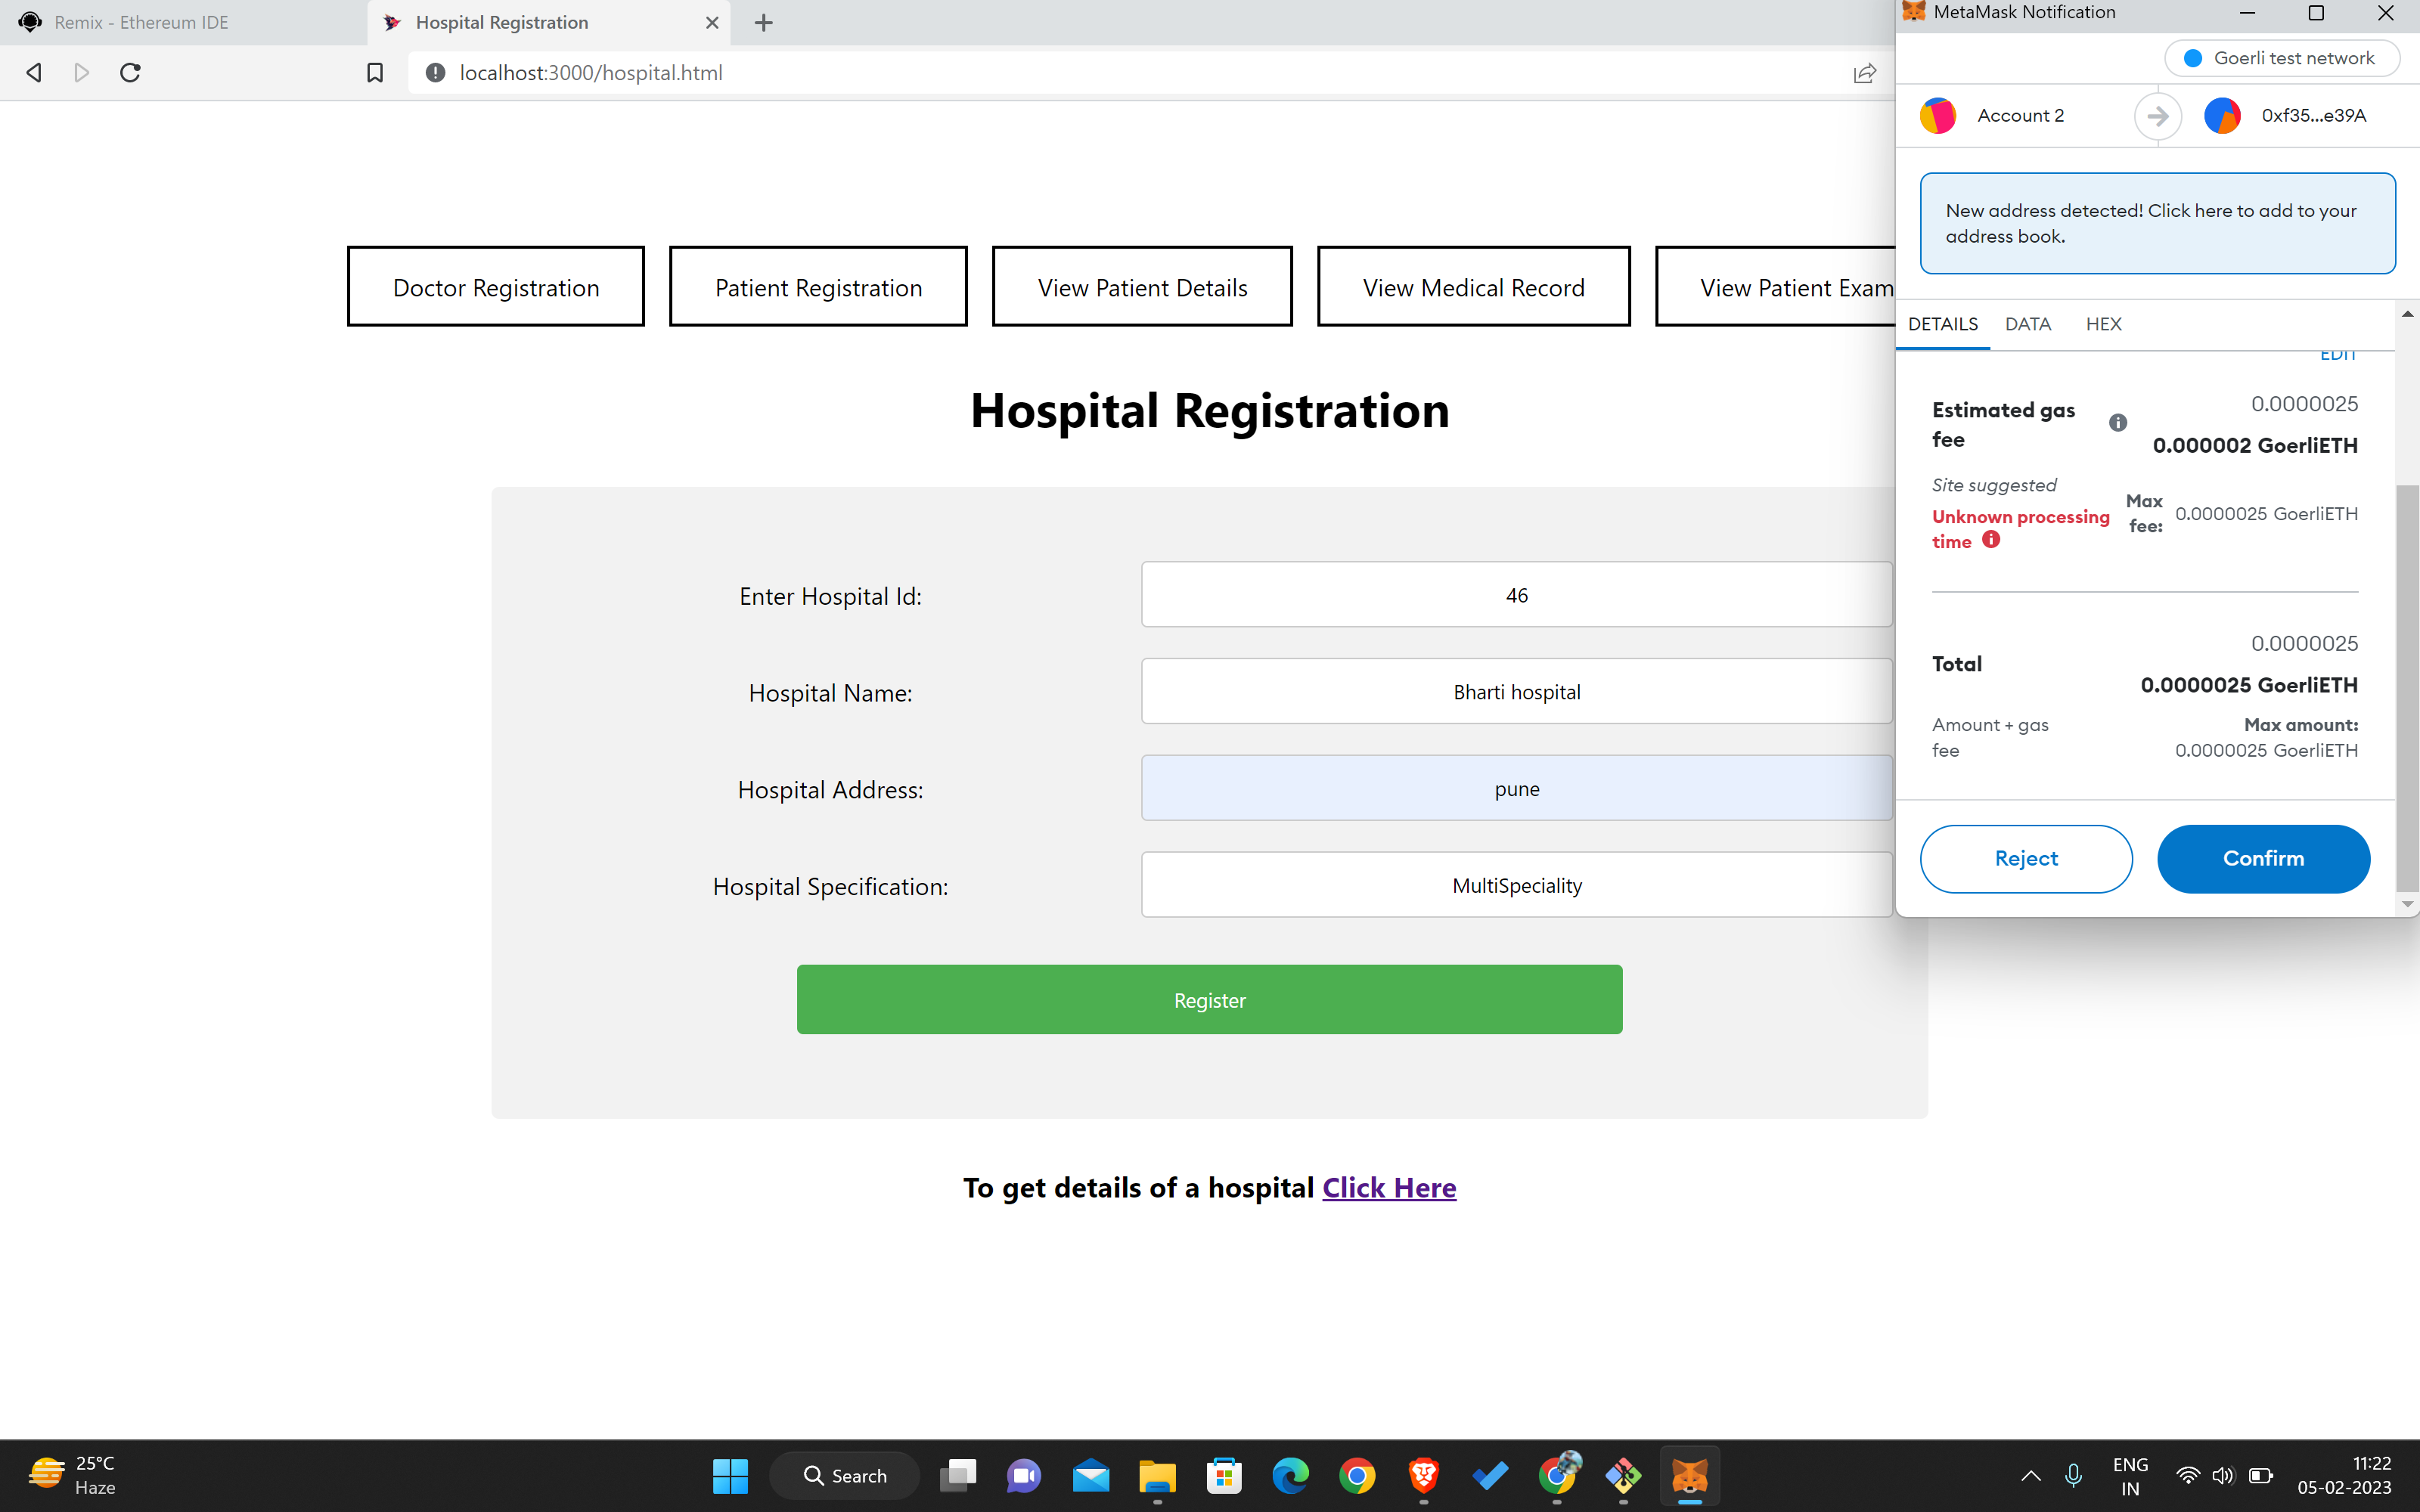 Remix - Ethereum IDE
Hospital Registration
localhost:3000/hospital.html
Doctor Registration
Patient Registration
View Patient Details
View Medical Record
View Patient Exam
Hospital Registration
Enter Hospital Id:
46
Hospital Name:
Bharti hospital
Hospital Address:
pune
Hospital Specification:
MultiSpeciality
Register
To get details of a hospital Click Here
MetaMask Notification
Goerli test network
Account 2
0xf35...e39A
New address detected! Click here to add to your
address book.
DETAILS
DATA
HEX
EDIT
Estimated gas
fee
0.0000025
0.000002 GoerliETH
Site suggested
Unknown processing
time
Max
fee:
0.0000025 GoerliETH
Total
0.0000025
0.0000025 GoerliETH
Amount + gas
fee
Max amount:
0.0000025 GoerliETH
Reject
Confirm
25°C
Haze
Search
ENG
IN
11:22
05-02-2023